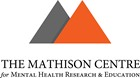 THE MATHISON CENTRE
for MENTAL HEALTH RESEARCH & EDUCATION